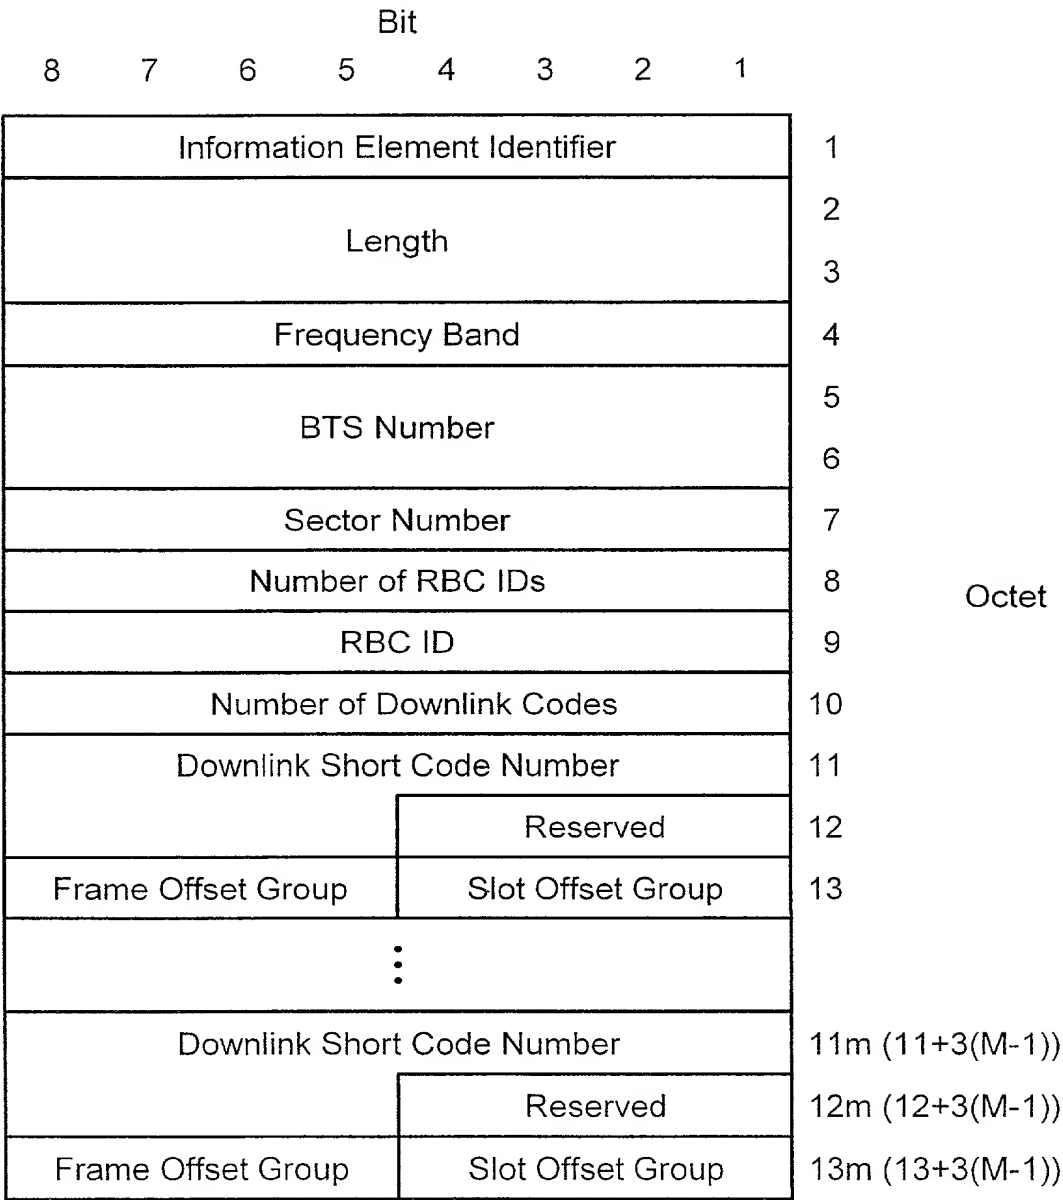 Bit
8 7 6 5 4 3 2 1
Information Element Identifier 1
2
Length
3
Frequency Band 4
5
BTS Number
6
Sector Number 7
Number of RBC IDs 8
Octet
RBC ID 9
Number of Downlink Codes 10
Downlink Short Code Number 11
Reserved 12
Frame Offset Group Slot Offset Group 13
Downlink Short Code Number 11m (11+3(M-1))
Reserved 12m (12+3(M-1))
Frame Offset Group Slot Offset Group 13m (13+3(M-1))